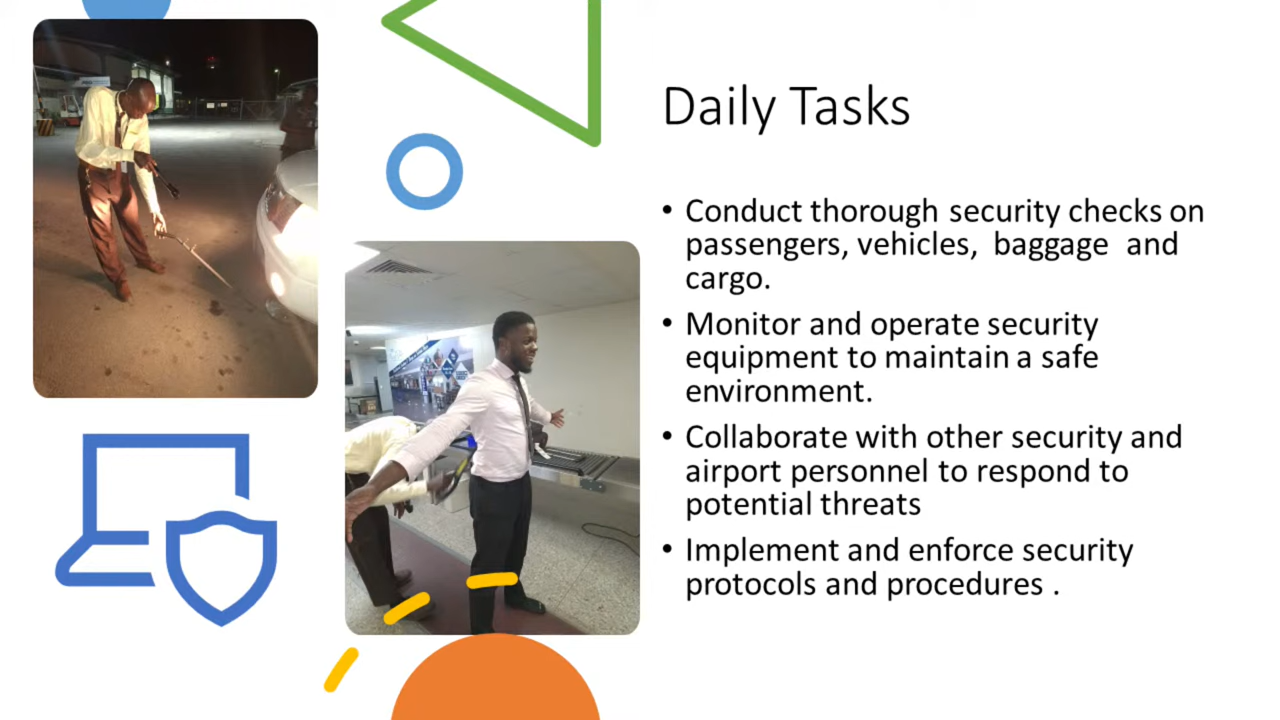 Daily Tasks
• Conduct thorough security checks on
passengers, vehicles,  baggage  and
cargo.
• Monitor and operate security
equipment to maintain a safe
environment.
• Collaborate with other security and
airport personnel to respond to
potential threats
• Implement and enforce security
protocols and procedures .